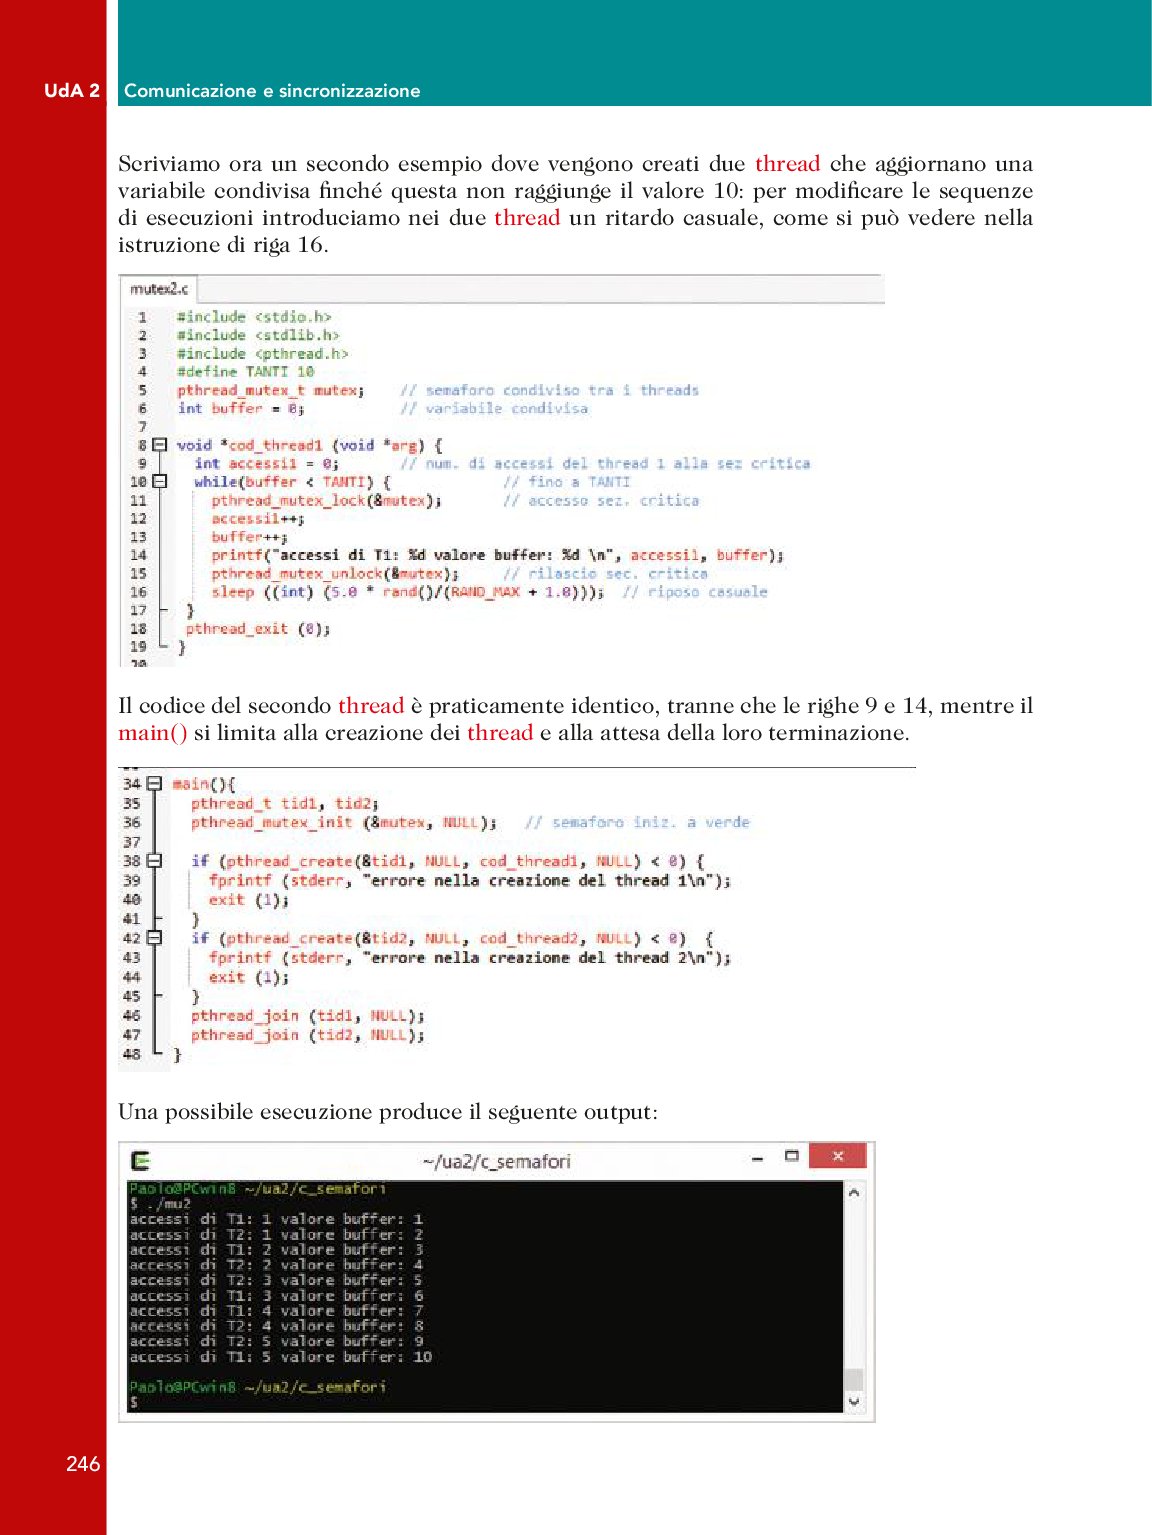 UdA 2 Comunicazione e sincronizzazione
Scriviamo ora un secondo esempio dove vengono creati due thread che aggiornano una
variabile condivisa finché questa non raggiunge il valore 10: per modificare le sequenze
di esecuzioni introduciamo nei due thread un ritardo casuale, come si può vedere nella
istruzione di riga 16.
mutex2.c
1 #include <stdio.h>
2 #include <stdlib.h>
3 #include <pthread.h>
4 #define TANTI 10
5 pthread_mutex_t mutex; // semaforo condiviso tra i threads
6 int buffer = 0; // variabile condivisa
7
8 void *cod_thread1 (void *arg) {
9 int accessi1 = 0; // num. di accessi del thread 1 alla sez critica
10 while(buffer < TANTI) { // fino a TANTI
11 pthread_mutex_lock(&mutex); // accesso sez. critica
12 accessi1++;
13 buffer++;
14 printf("accessi di T1: %d valore buffer: %d \n", accessi1, buffer);
15 pthread_mutex_unlock(&mutex); // rilascio sec. critica
16 sleep ((int) (5.0 * rand()/(RAND_MAX + 1.0))); // riposo casuale
17 }
18 pthread_exit (0);
19 }
20
Il codice del secondo thread è praticamente identico, tranne che le righe 9 e 14, mentre il
main() si limita alla creazione dei thread e alla attesa della loro terminazione.
34 main(){
35 pthread_t tid1, tid2;
36 pthread_mutex_init (&mutex, NULL); // semaforo iniz. a verde
37
38 if (pthread_create(&tid1, NULL, cod_thread1, NULL) < 0) {
39 fprintf (stderr, "errore nella creazione del thread 1\n");
40 exit (1);
41 }
42 if (pthread_create(&tid2, NULL, cod_thread2, NULL) < 0) {
43 fprintf (stderr, "errore nella creazione del thread 2\n");
44 exit (1);
45 }
46 pthread_join (tid1, NULL);
47 pthread_join (tid2, NULL);
48 }
Una possibile esecuzione produce il seguente output:
~/ua2/c_semafori
Paolo@PCwin8 ~/ua2/c_semafori
$ ./mu2
accessi di T1: 1 valore buffer: 1
accessi di T2: 1 valore buffer: 2
accessi di T1: 2 valore buffer: 3
accessi di T2: 2 valore buffer: 4
accessi di T2: 3 valore buffer: 5
accessi di T1: 3 valore buffer: 6
accessi di T1: 4 valore buffer: 7
accessi di T2: 4 valore buffer: 8
accessi di T2: 5 valore buffer: 9
accessi di T1: 5 valore buffer: 10
Paolo@PCwin8 ~/ua2/c_semafori
$
246